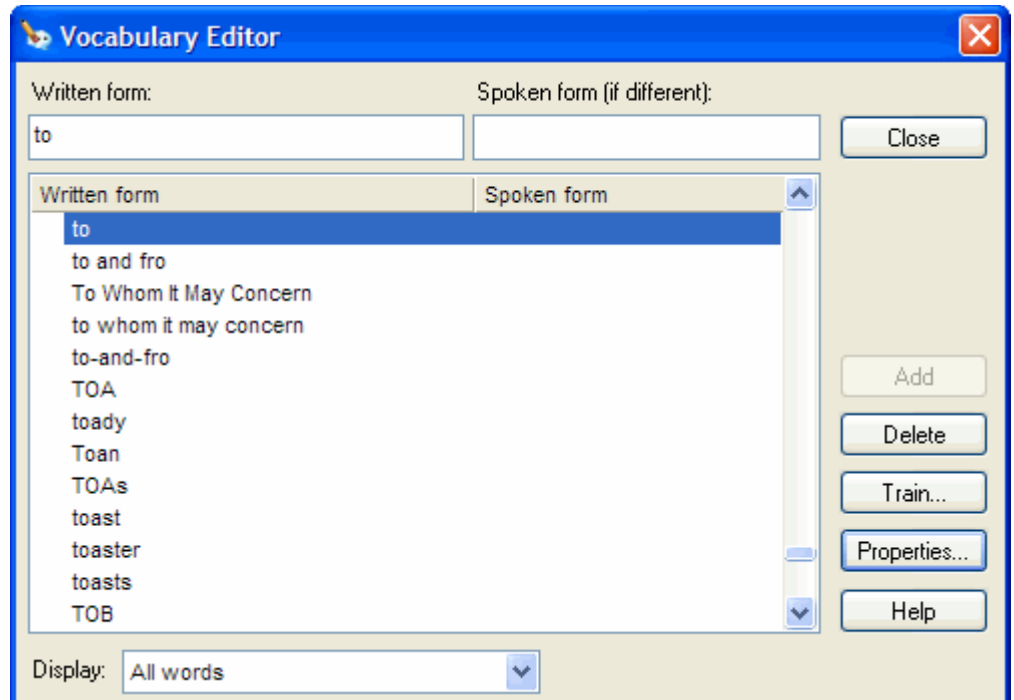 Vocabulary Editor
Written form: Spoken form (if different):
to
Close
Written form Spoken form
to
to and fro
To Whom It May Concern
to whom it may concern
to-and-fro
TOA
toady
Toan
TOAs
toast
toaster
toasts
TOB
Add
Delete
Train...
Properties...
Help
Display: All words